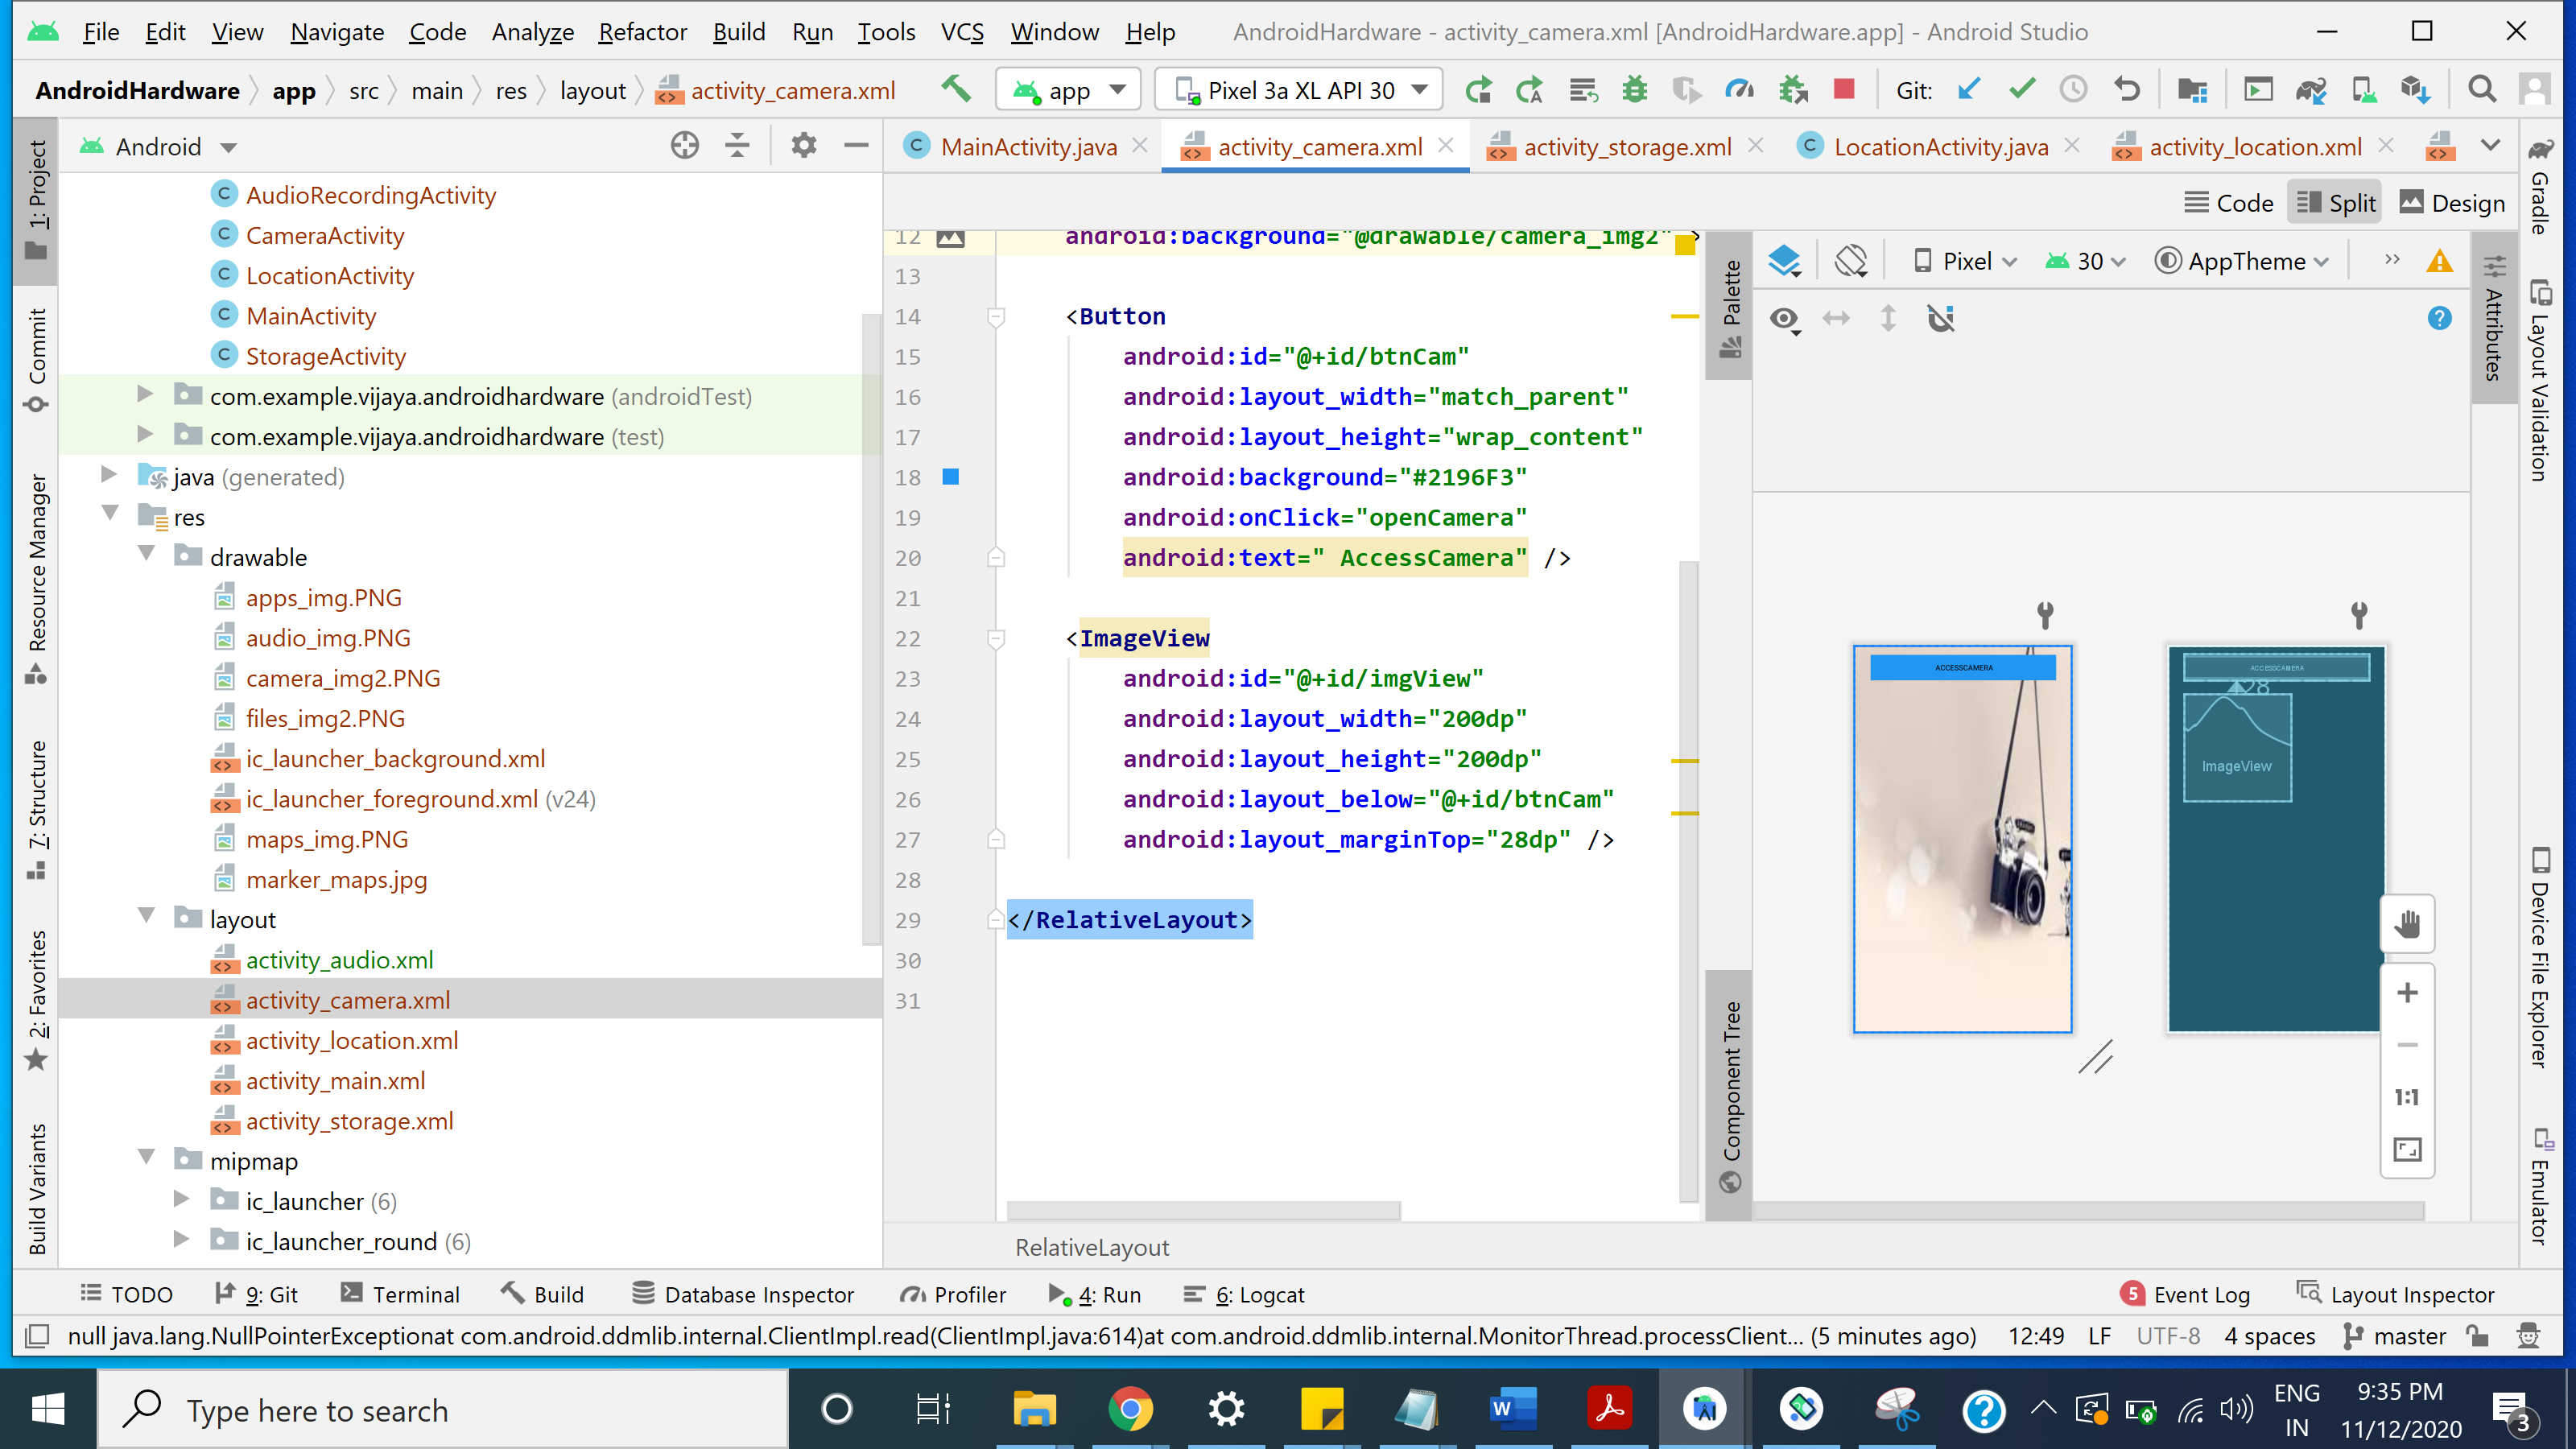 File Edit View Navigate Code Analyze Refactor Build Run Tools VCS Window Help AndroidHardware - activity_camera.xml [AndroidHardware.app] - Android Studio
AndroidHardware app src main res layout activity_camera.xml app Pixel 3a XL API 30 Git:
Android
MainActivity.java activity_camera.xml activity_storage.xml LocationActivity.java activity_location.xml
Code Split Design
1: Project
Commit
Resource Manager
7: Structure
2: Favorites
Build Variants
AudioRecordingActivity
CameraActivity
LocationActivity
MainActivity
StorageActivity
com.example.vijaya.androidhardware (androidTest)
com.example.vijaya.androidhardware (test)
java (generated)
res
drawable
apps_img.PNG
audio_img.PNG
camera_img2.PNG
files_img2.PNG
ic_launcher_background.xml
ic_launcher_foreground.xml (v24)
maps_img.PNG
marker_maps.jpg
layout
activity_audio.xml
activity_camera.xml
activity_location.xml
activity_main.xml
activity_storage.xml
mipmap
ic_launcher (6)
ic_launcher_round (6)
12 android:background="@drawable/camera_img2" >
13
14 <Button
15 android:id="@+id/btnCam"
16 android:layout_width="match_parent"
17 android:layout_height="wrap_content"
18 android:background="#2196F3"
19 android:onClick="openCamera"
20 android:text=" AccessCamera" />
21
22 <ImageView
23 android:id="@+id/imgView"
24 android:layout_width="200dp"
25 android:layout_height="200dp"
26 android:layout_below="@+id/btnCam"
27 android:layout_marginTop="28dp" />
28
29 </RelativeLayout>
30
31
RelativeLayout
Palette
Component Tree
Pixel 30 AppTheme
ACCESSCAMERA
ACCESSCAMERA
28
ImageView
1:1
Attributes
Gradle
Layout Validation
Device File Explorer
Emulator
TODO 9: Git Terminal Build Database Inspector Profiler 4: Run 6: Logcat 5 Event Log Layout Inspector
null java.lang.NullPointerExceptionat com.android.ddmlib.internal.ClientImpl.read(ClientImpl.java:614)at com.android.ddmlib.internal.MonitorThread.processClient... (5 minutes ago) 12:49 LF UTF-8 4 spaces master
Type here to search
ENG
IN
9:35 PM
11/12/2020
3